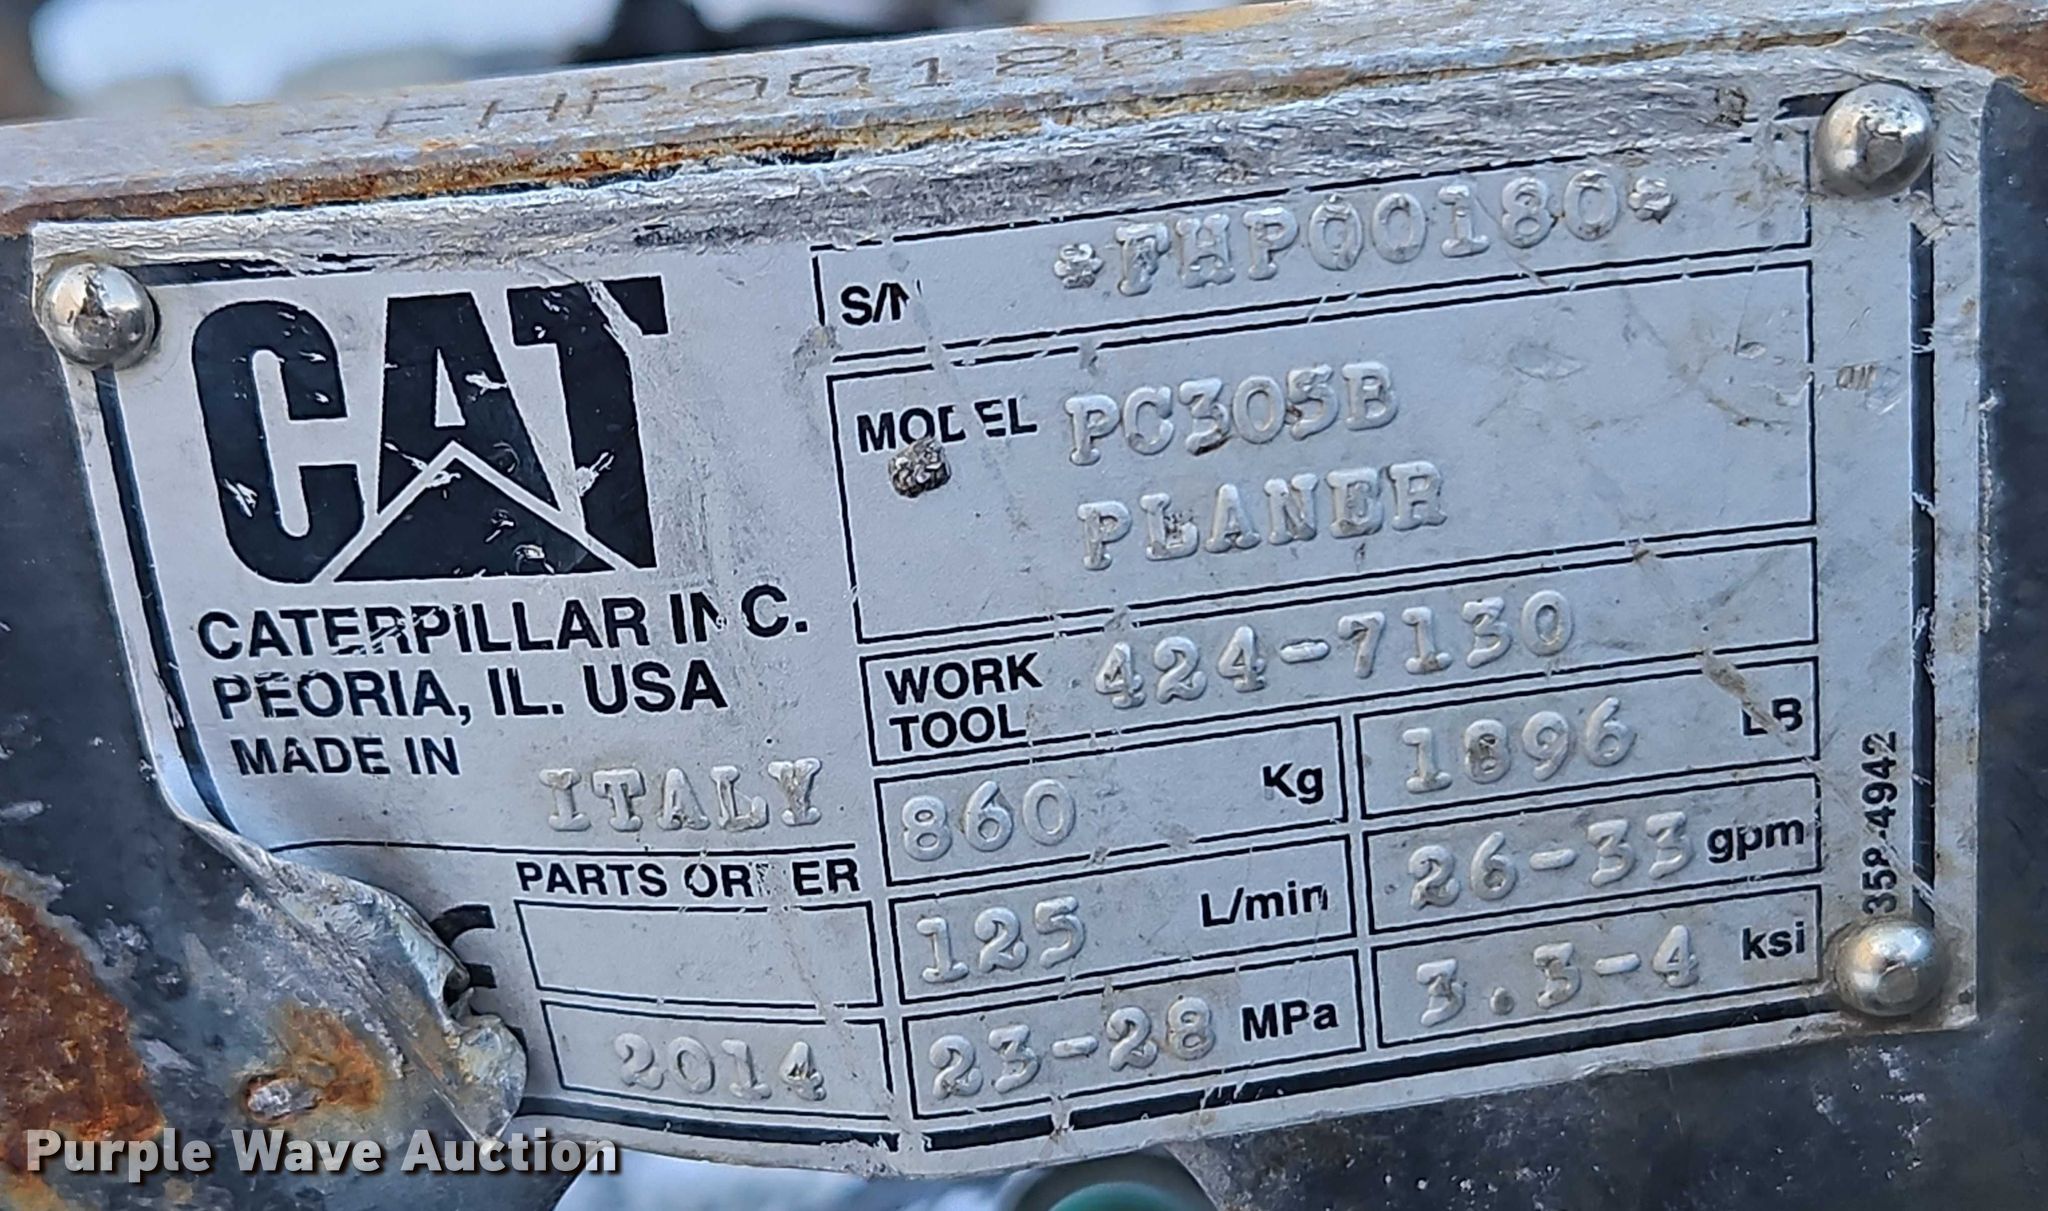 -FHP00180-
CAT
CATERPILLAR INC.
PEORIA, IL. USA
MADE IN
ITALY
PARTS ORDER
2014
S/N *FHP00180*
MODEL PC305B
PLANER
WORK TOOL 424-7130
860 Kg 1896 LB
125 L/min 26-33 gpm
23-28 MPa 3.3-4 ksi
35P-4942
Purple Wave Auction